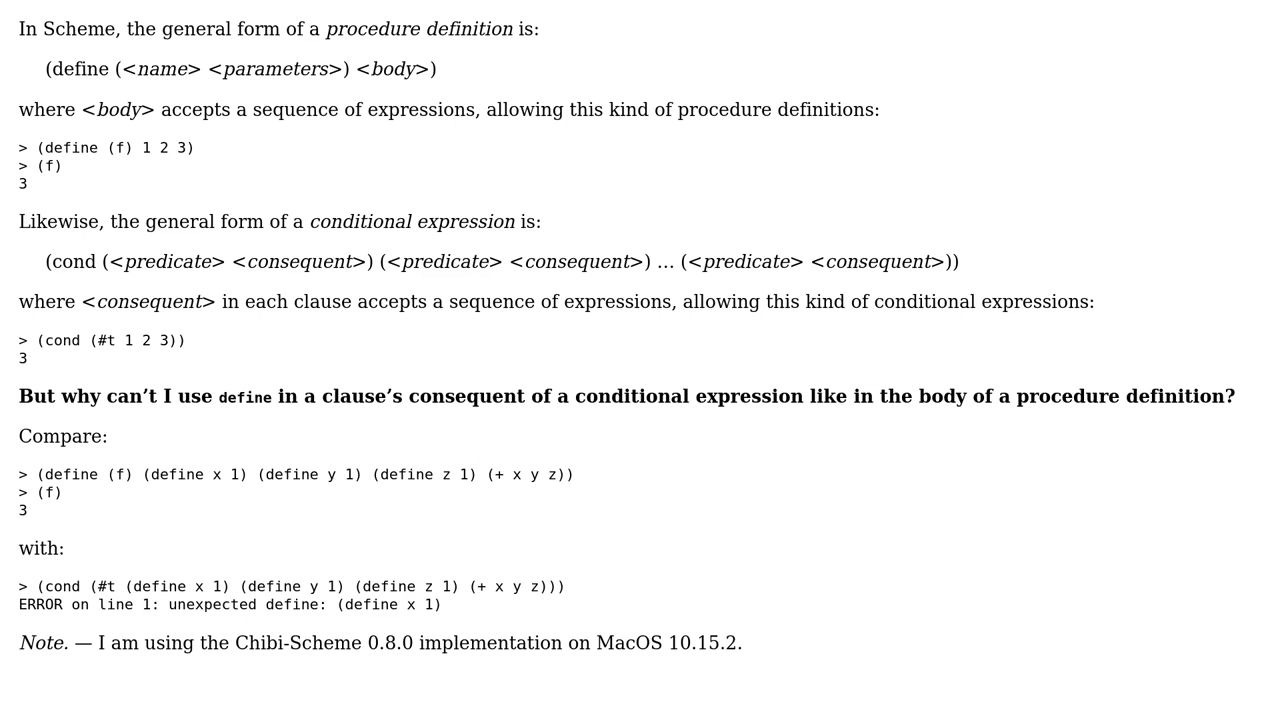 In Scheme, the general form of a procedure definition is:
(define (<name> <parameters>) <body>)
where <body> accepts a sequence of expressions, allowing this kind of procedure definitions:
> (define (f) 1 2 3)
> (f)
3
Likewise, the general form of a conditional expression is:
(cond (<predicate> <consequent>) (<predicate> <consequent>) … (<predicate> <consequent>))
where <consequent> in each clause accepts a sequence of expressions, allowing this kind of conditional expressions:
> (cond (#t 1 2 3))
3
But why can’t I use define in a clause’s consequent of a conditional expression like in the body of a procedure definition?
Compare:
> (define (f) (define x 1) (define y 1) (define z 1) (+ x y z))
> (f)
3
with:
> (cond (#t (define x 1) (define y 1) (define z 1) (+ x y z)))
ERROR on line 1: unexpected define: (define x 1)
Note. — I am using the Chibi-Scheme 0.8.0 implementation on MacOS 10.15.2.